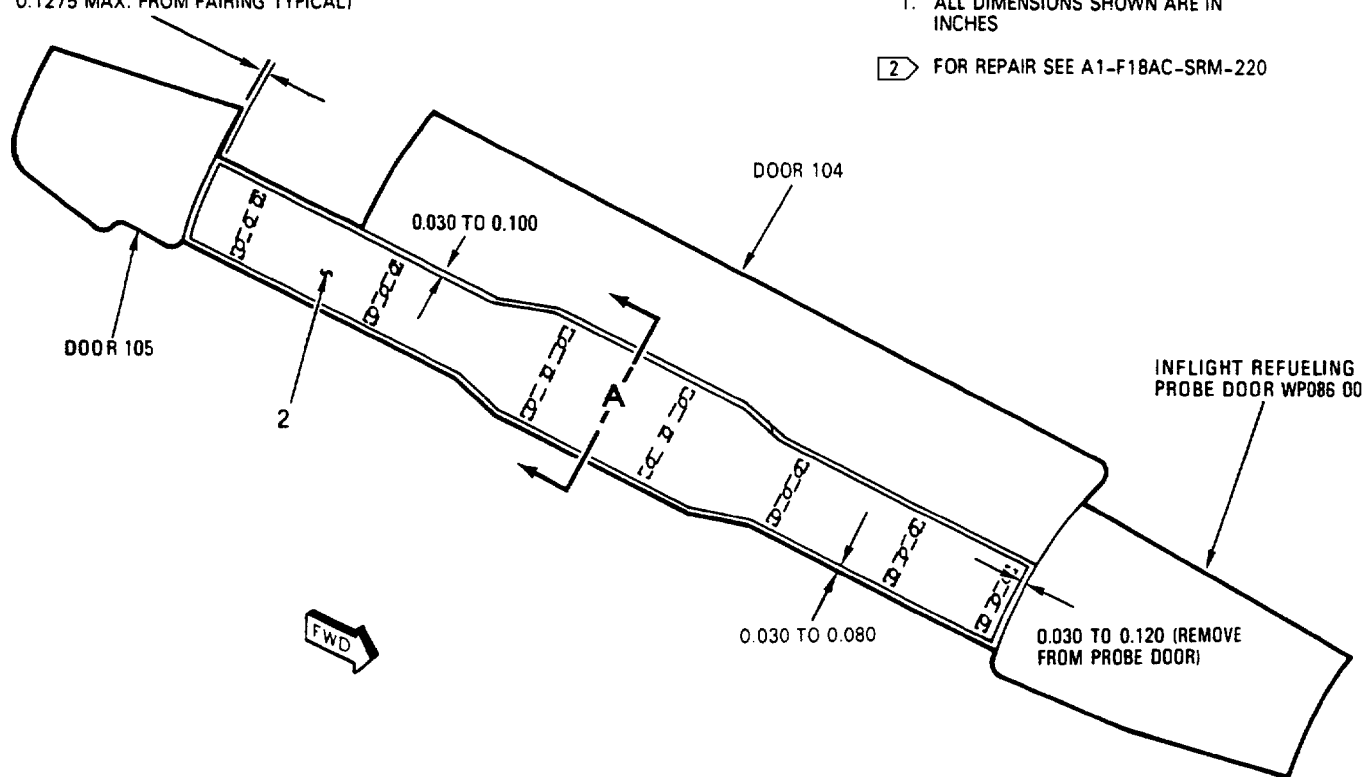 0.1275 MAX. FROM FAIRING TYPICAL)
1. ALL DIMENSIONS SHOWN ARE IN
INCHES
2 FOR REPAIR SEE A1-F18AC-SRM-220
DOOR 104
0.030 TO 0.100
DOOR 105
2
A
INFLIGHT REFUELING
PROBE DOOR WP086 00
FWD
0.030 TO 0.080
0.030 TO 0.120 (REMOVE
FROM PROBE DOOR)